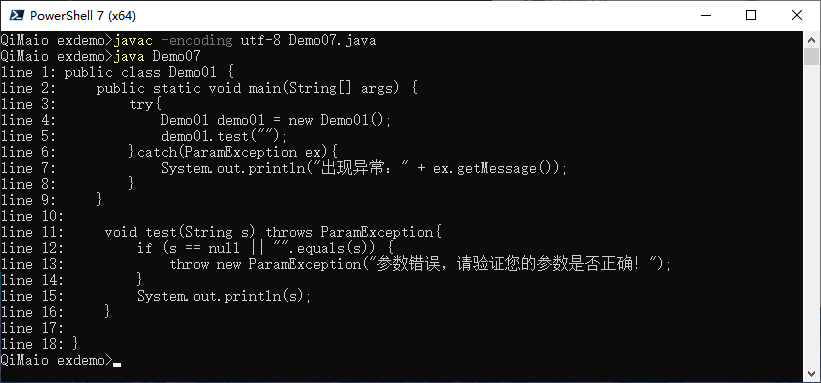 PowerShell 7 (x64)
QiMaio exdemo>javac -encoding utf-8 Demo07.java
QiMaio exdemo>java Demo07
line 1: public class Demo01 {
line 2:     public static void main(String[] args) {
line 3:         try{
line 4:             Demo01 demo01 = new Demo01();
line 5:             demo01.test("");
line 6:         }catch(ParamException ex){
line 7:             System.out.println("出现异常：" + ex.getMessage());
line 8:         }
line 9:     }
line 10:
line 11:     void test(String s) throws ParamException{
line 12:         if (s == null || "".equals(s)) {
line 13:             throw new ParamException("参数错误，请验证您的参数是否正确！");
line 14:         }
line 15:         System.out.println(s);
line 16:     }
line 17:
line 18: }
QiMaio exdemo>